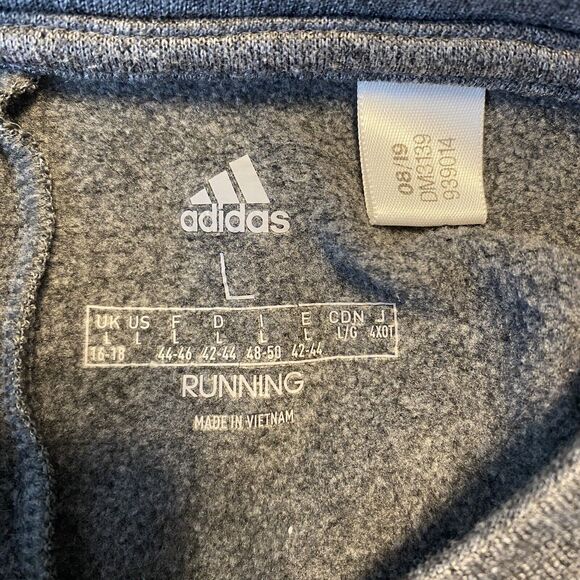 08/19
DM3139
939014
adidas
L
UK US F D I E CDN J
L L L L L L/G 4XOT
16-18 44-46 42-44 48-50 42-44
RUNNING
MADE IN VIETNAM